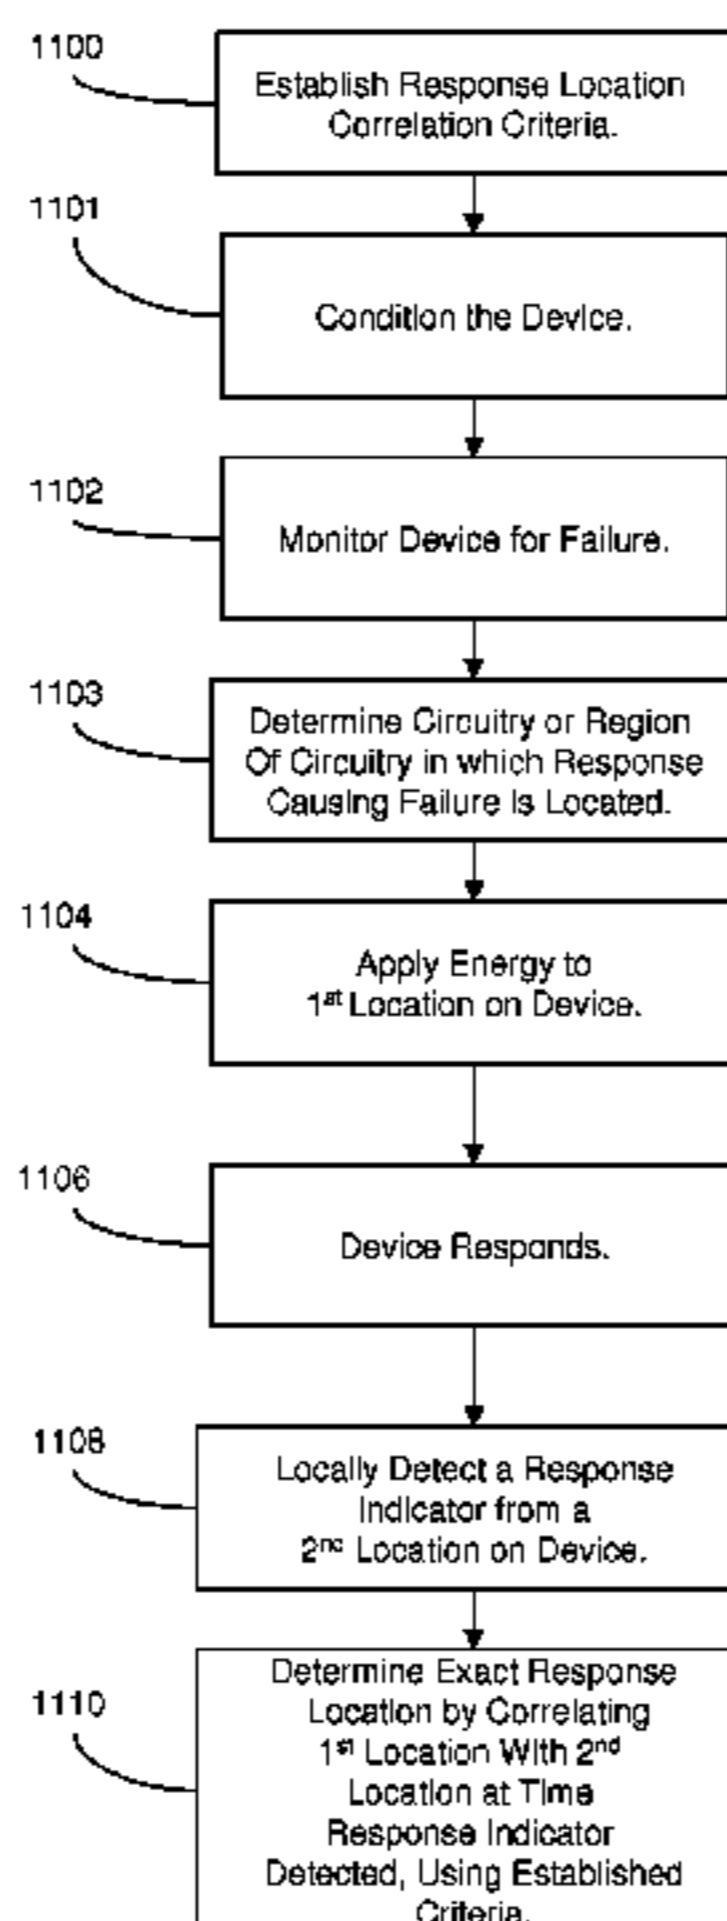 1100
Establish Response Location
Correlation Criteria.
1101
Condition the Device.
1102
Monitor Device for Failure.
1103
Determine Circuitry or Region
Of Circuitry in which Response
Causing Failure is Located.
1104
Apply Energy to
1st Location on Device.
1106
Device Responds.
1108
Locally Detect a Response
Indicator from a
2nd Location on Device.
1110
Determine Exact Response
Location by Correlating
1st Location With 2nd
Location at Time
Response Indicator
Detected, Using Established
Criteria.